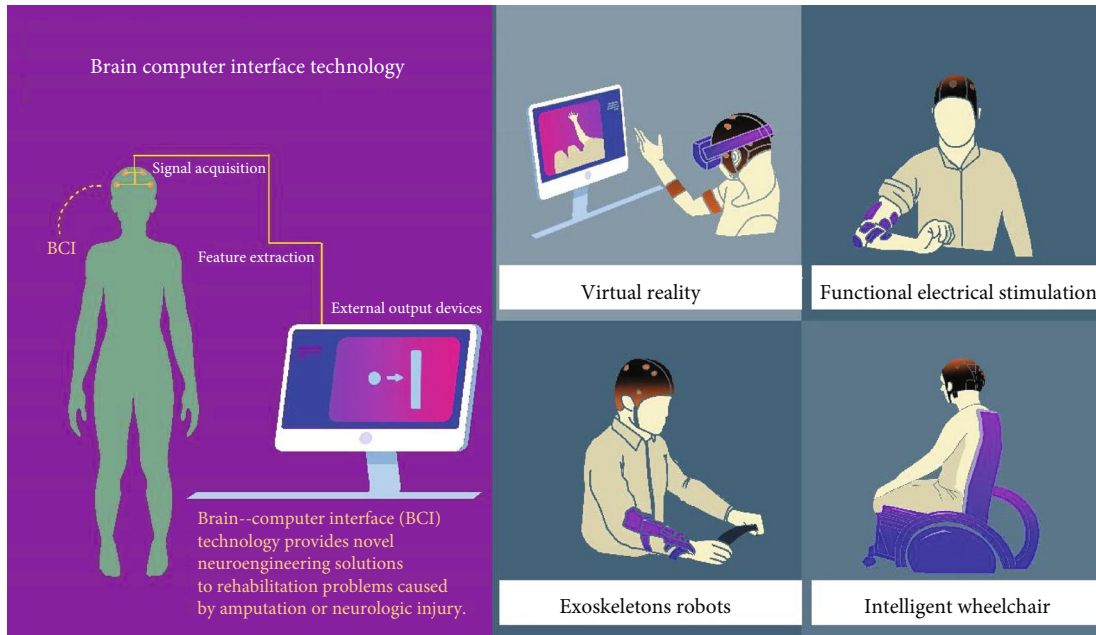 Brain computer interface technology
Signal acquisition
BCI
Feature extraction
External output devices
Brain--computer interface (BCI)
technology provides novel
neuroengineering solutions
to rehabilitation problems caused
by amputation or neurologic injury.
Virtual reality
Functional electrical stimulation
Exoskeletons robots
Intelligent wheelchair